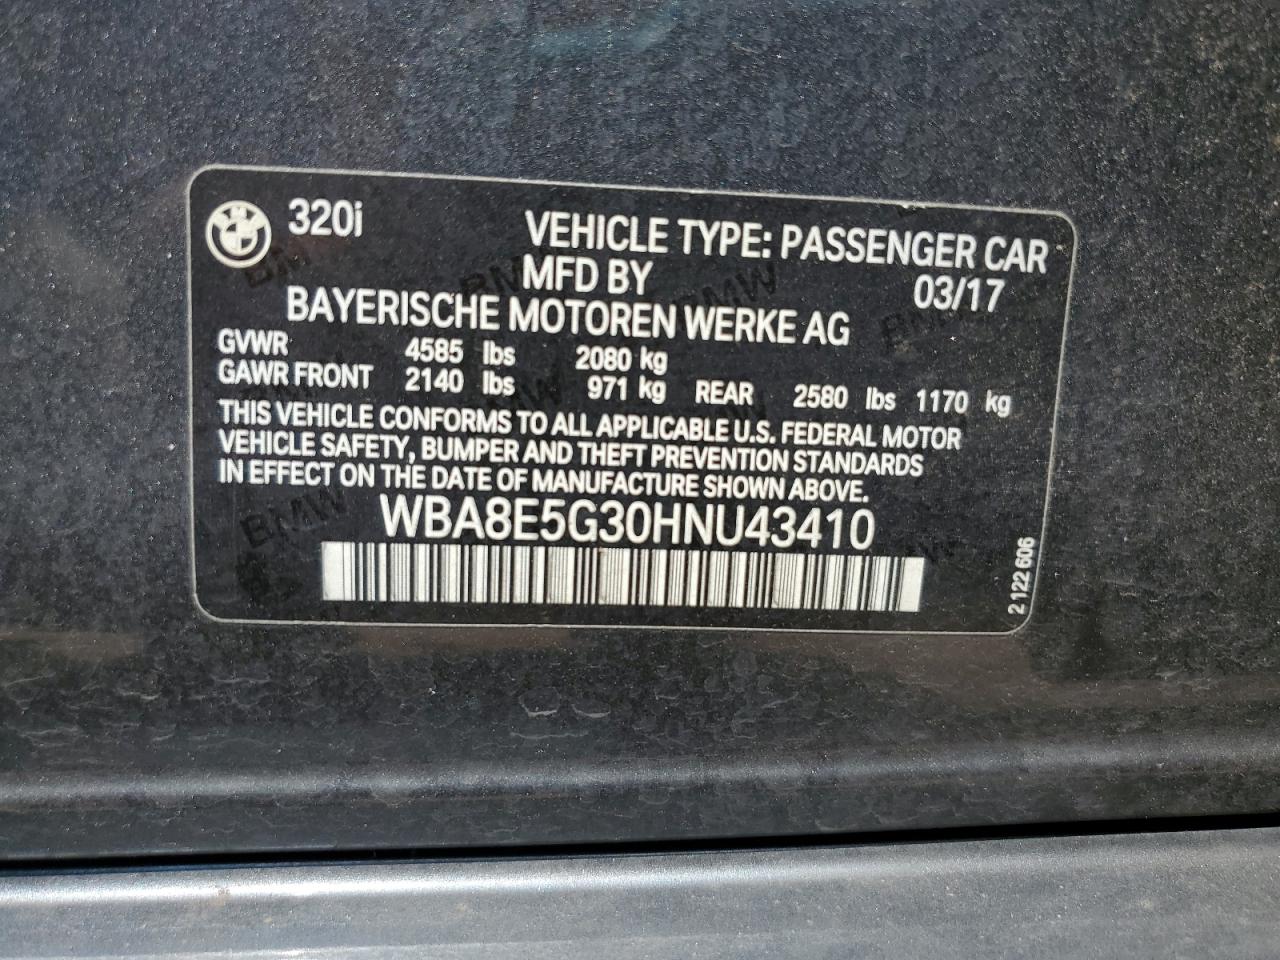 320i
VEHICLE TYPE: PASSENGER CAR
MFD BY 03/17
BAYERISCHE MOTOREN WERKE AG
GVWR 4585 lbs 2080 kg
GAWR FRONT 2140 lbs 971 kg REAR 2580 lbs 1170 kg
THIS VEHICLE CONFORMS TO ALL APPLICABLE U.S. FEDERAL MOTOR
VEHICLE SAFETY, BUMPER AND THEFT PREVENTION STANDARDS
IN EFFECT ON THE DATE OF MANUFACTURE SHOWN ABOVE.
WBA8E5G30HNU43410
2 122 606